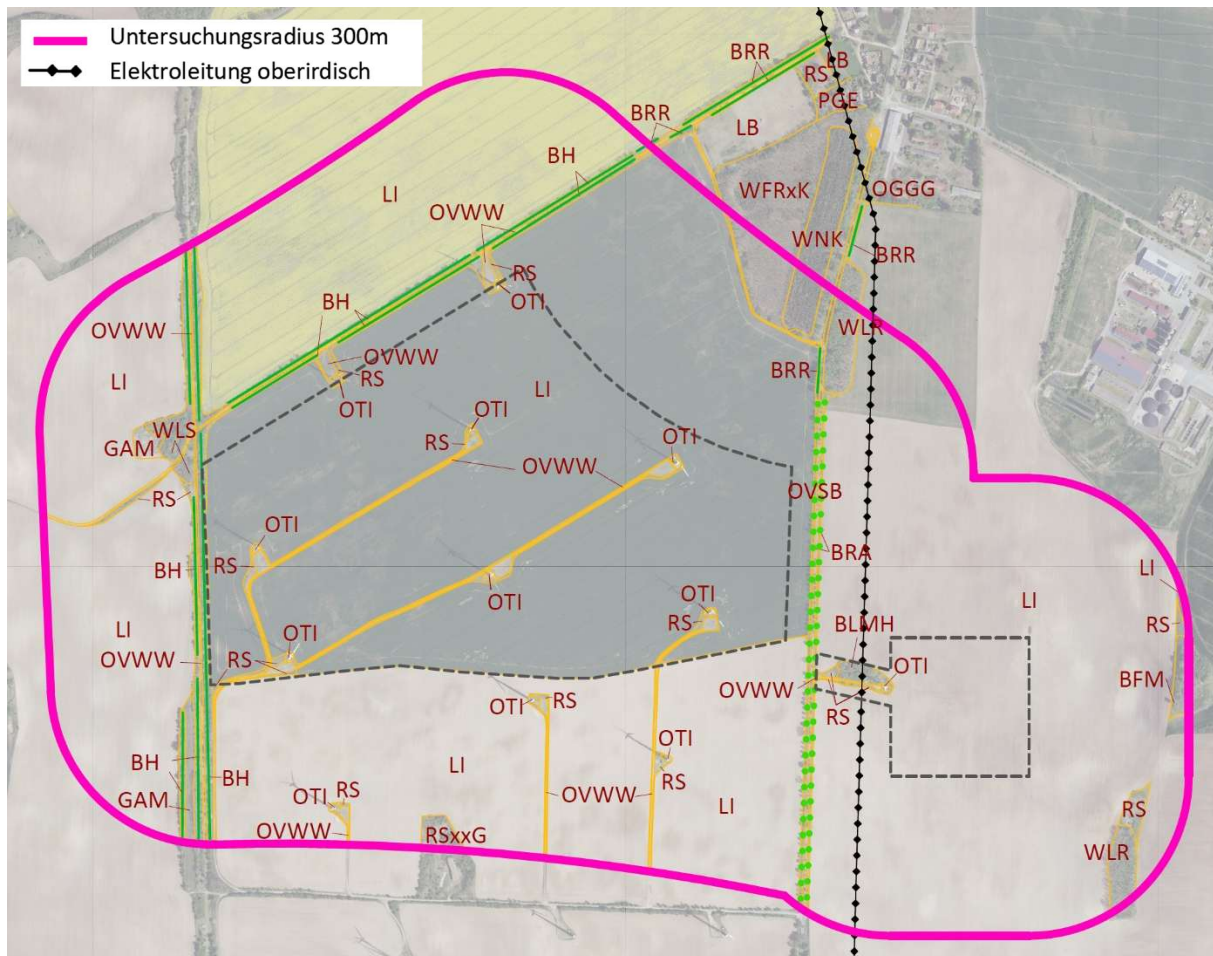 Untersuchungsradius 300m
Elektroleitung oberirdisch
BRR
LB
RS
PGE
BRR
LB
BH
LI
WFRxK
OGGG
OVWW
WNK
BRR
RS
BH
OTI
OVWW
WLR
OVWW
RS
BRR
LI
LI
OTI
OTI
WLS
GAM
RS
OVWW
OTI
RS
OVSB
OTI
BRA
BH
RS
LI
OTI
OTI
LI
RS
RS
LI
BLMH
OVWW
RS
OTI
OTI
OVWW
BFM
RS
OTI
RS
OTI
BH
BH
LI
RS
GAM
OTI
RS
OVWW
LI
RS
OVWW
RSxxG
WLR